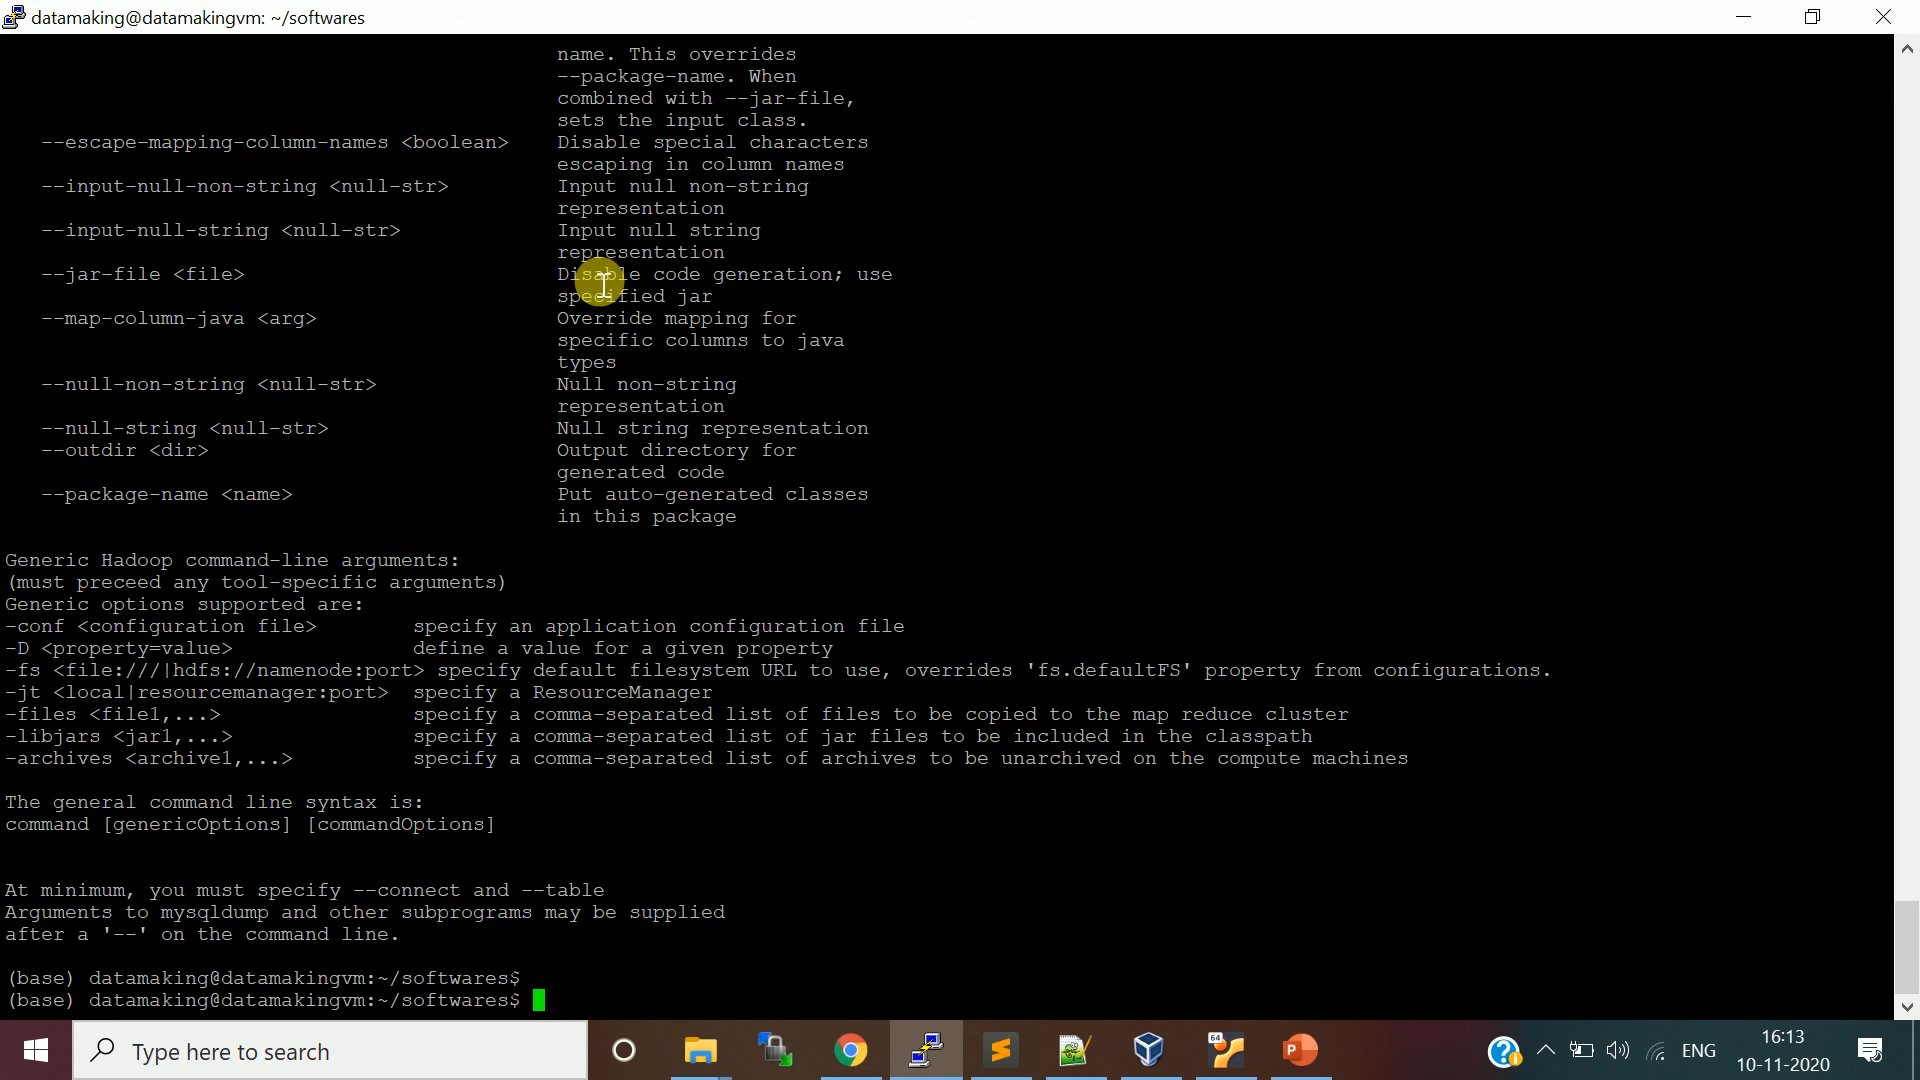 datamaking@datamakingvm: ~/softwares
name. This overrides
--package-name. When
combined with --jar-file,
sets the input class.
--escape-mapping-column-names <boolean> Disable special characters
escaping in column names
--input-null-non-string <null-str> Input null non-string
representation
--input-null-string <null-str> Input null string
representation
--jar-file <file> Disable code generation; use
specified jar
--map-column-java <arg> Override mapping for
specific columns to java
types
--null-non-string <null-str> Null non-string
representation
--null-string <null-str> Null string representation
--outdir <dir> Output directory for
generated code
--package-name <name> Put auto-generated classes
in this package
Generic Hadoop command-line arguments:
(must preceed any tool-specific arguments)
Generic options supported are:
-conf <configuration file> specify an application configuration file
-D <property=value> define a value for a given property
-fs <file:///|hdfs://namenode:port> specify default filesystem URL to use, overrides 'fs.defaultFS' property from configurations.
-jt <local|resourcemanager:port> specify a ResourceManager
-files <file1,...> specify a comma-separated list of files to be copied to the map reduce cluster
-libjars <jar1,...> specify a comma-separated list of jar files to be included in the classpath
-archives <archive1,...> specify a comma-separated list of archives to be unarchived on the compute machines
The general command line syntax is:
command [genericOptions] [commandOptions]
At minimum, you must specify --connect and --table
Arguments to mysqldump and other subprograms may be supplied
after a '--' on the command line.
(base) datamaking@datamakingvm:~/softwares$
(base) datamaking@datamakingvm:~/softwares$
Type here to search
64
P
ENG
16:13
10-11-2020